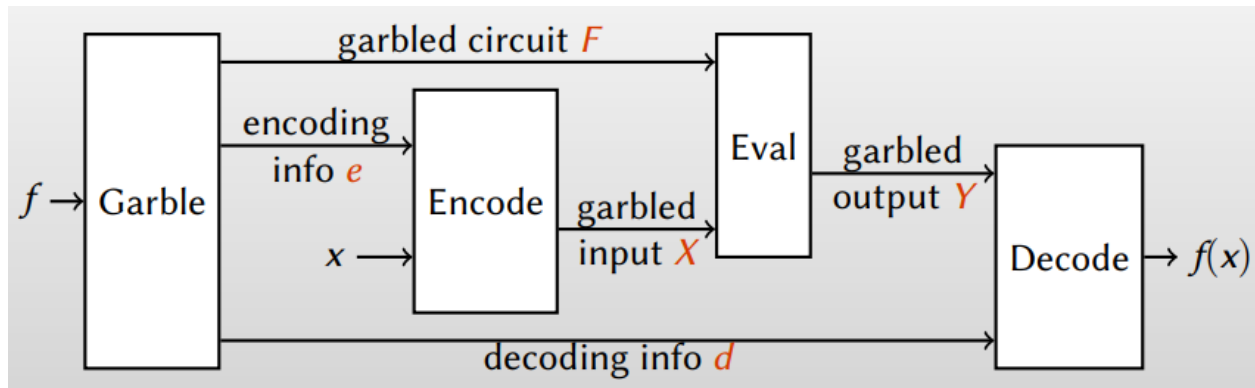 garbled circuit F
encoding
info e
f
Garble
x
Encode
garbled
input X
Eval
garbled
output Y
Decode
f(x)
decoding info d